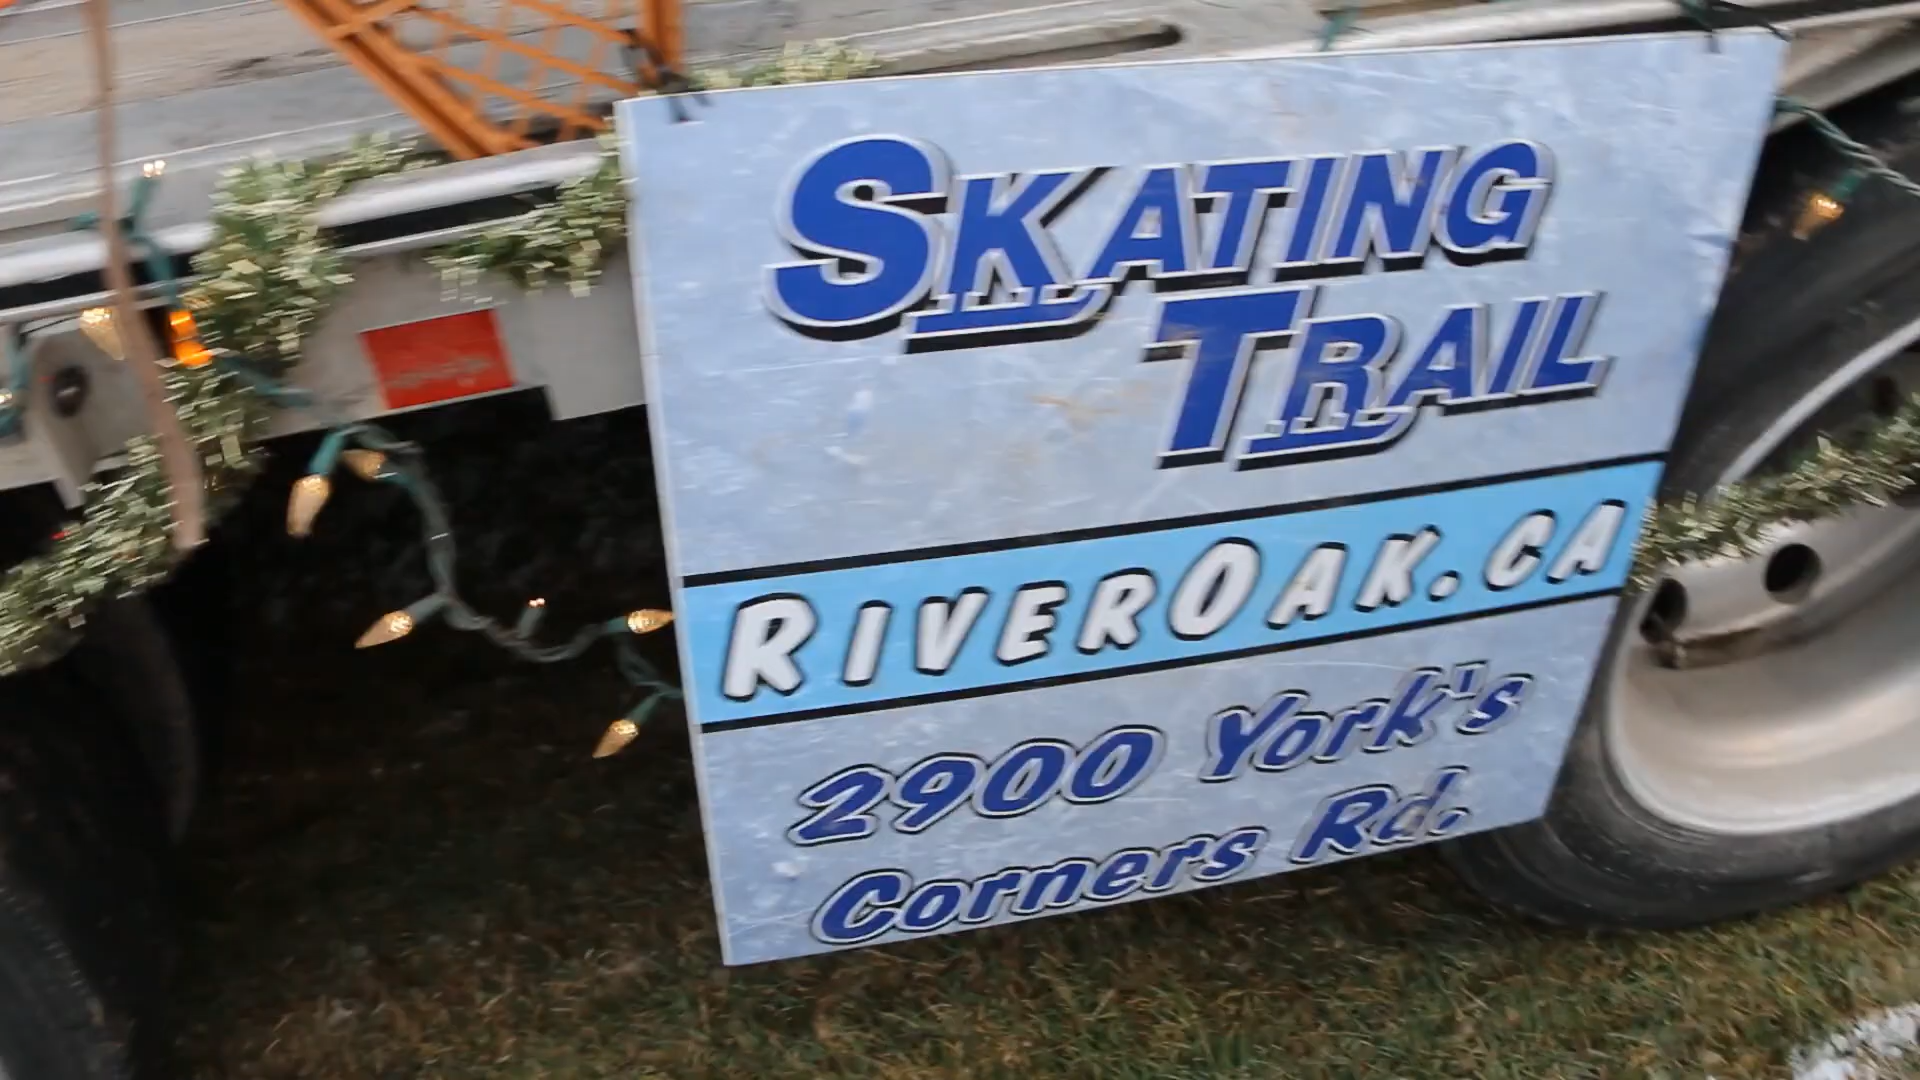 SKATING
TRAIL
RIVEROAK.CA
2900 York's
Corners Rd.